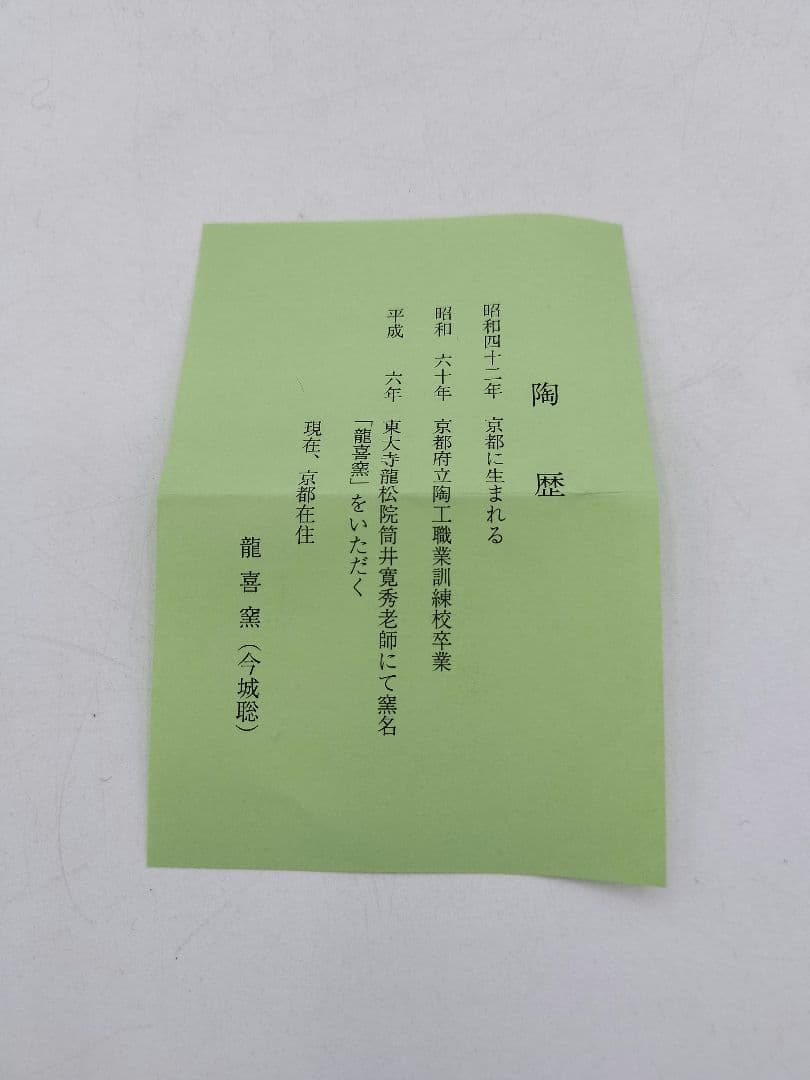 陶歴
昭和四十二年 京都に生まれる
昭和 六十年 京都府立陶工職業訓練校卒業
平成 六年 東大寺龍松院筒井寛秀老師にて窯名
「龍喜窯」をいただく
現在、京都在住
龍喜窯（今城聡）